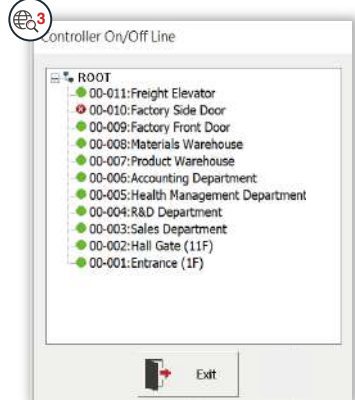 3
Controller On/Off Line
ROOT
00-011:Freight Elevator
00-010:Factory Side Door
00-009:Factory Front Door
00-008:Materials Warehouse
00-007:Product Warehouse
00-006:Accounting Department
00-005:Health Management Department
00-004:R&D Department
00-003:Sales Department
00-002:Hall Gate (11F)
00-001:Entrance (1F)
Exit